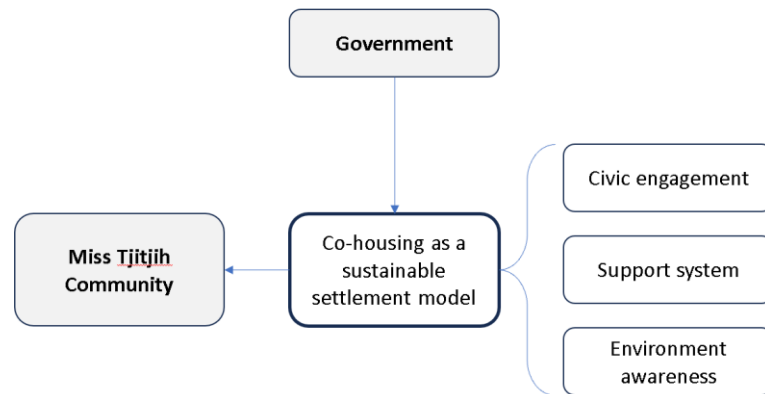 Government
Civic engagement
Miss Tjitjih
Community
Co-housing as a
sustainable
settlement model
Support system
Environment
awareness